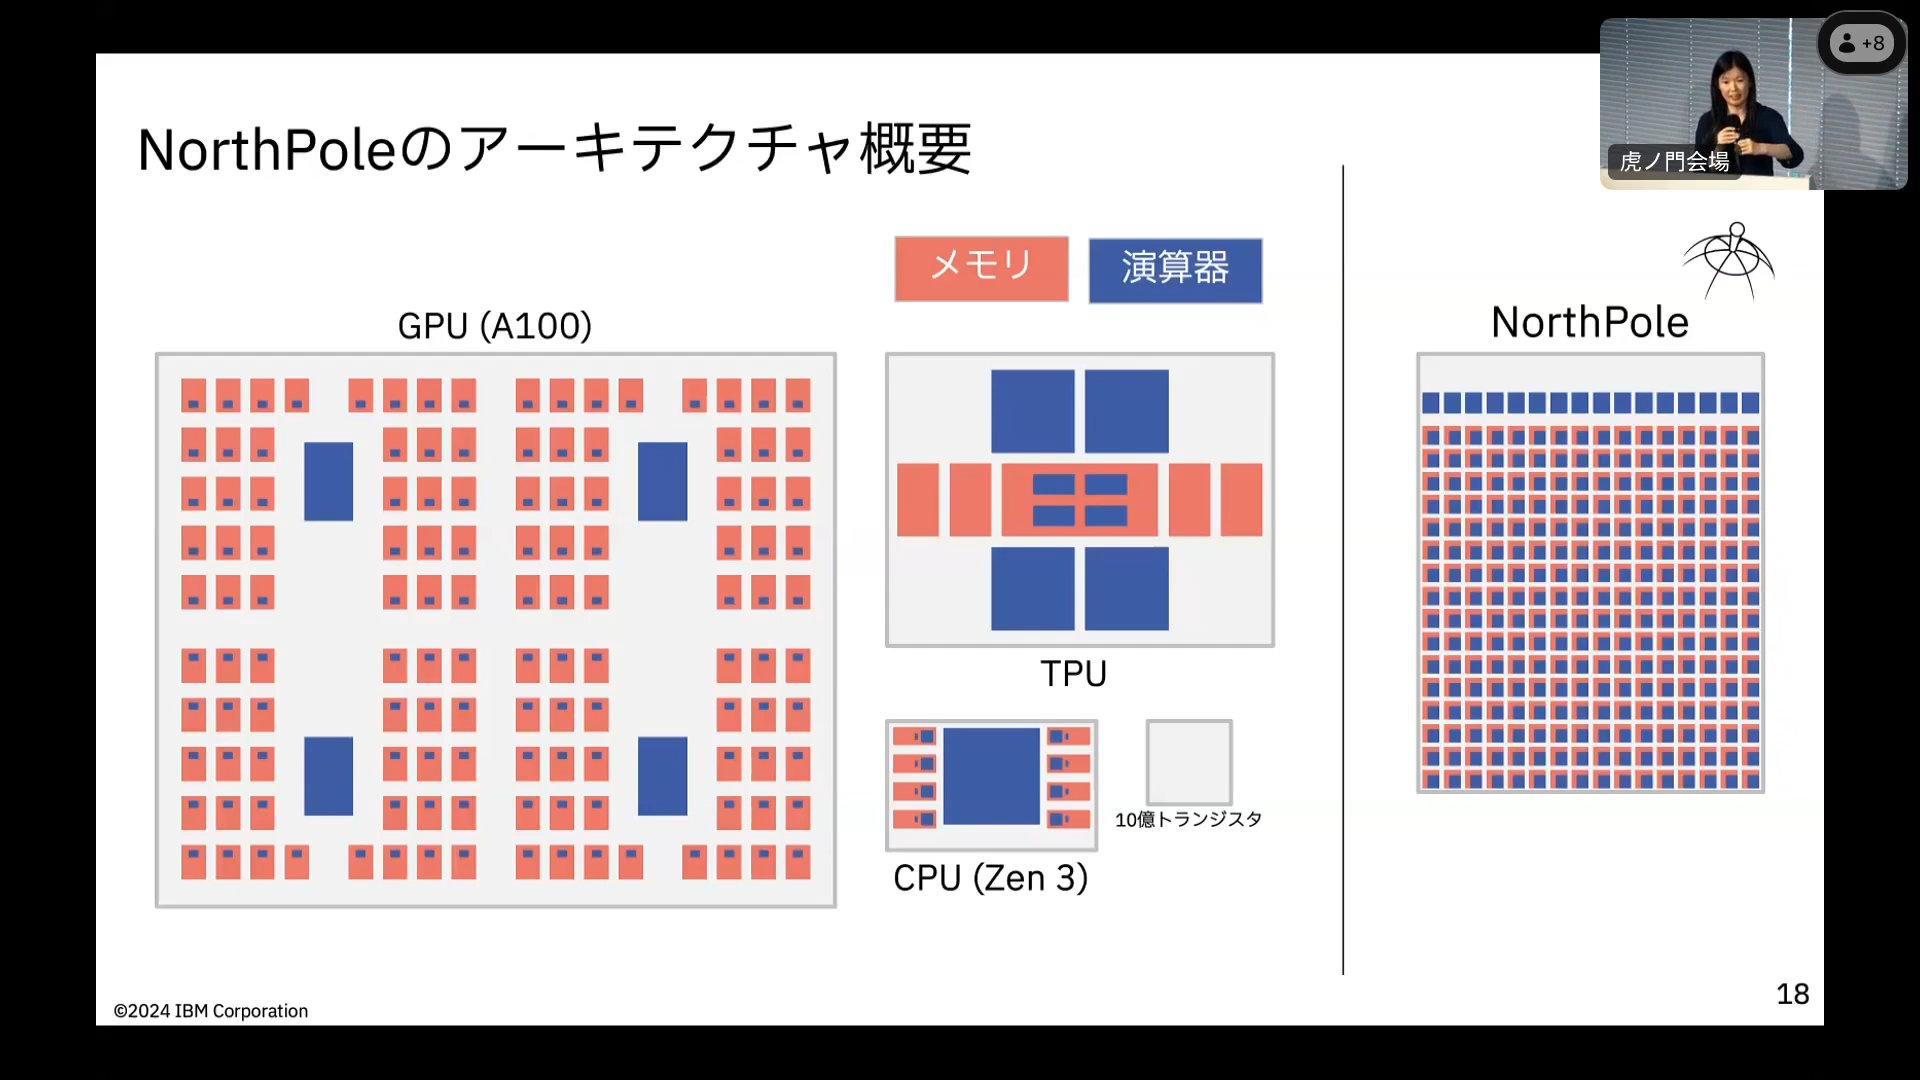 +8
虎ノ門会場
NorthPoleのアーキテクチャ概要
メモリ
演算器
GPU (A100)
TPU
CPU (Zen 3)
10億トランジスタ
NorthPole
©2024 IBM Corporation
18